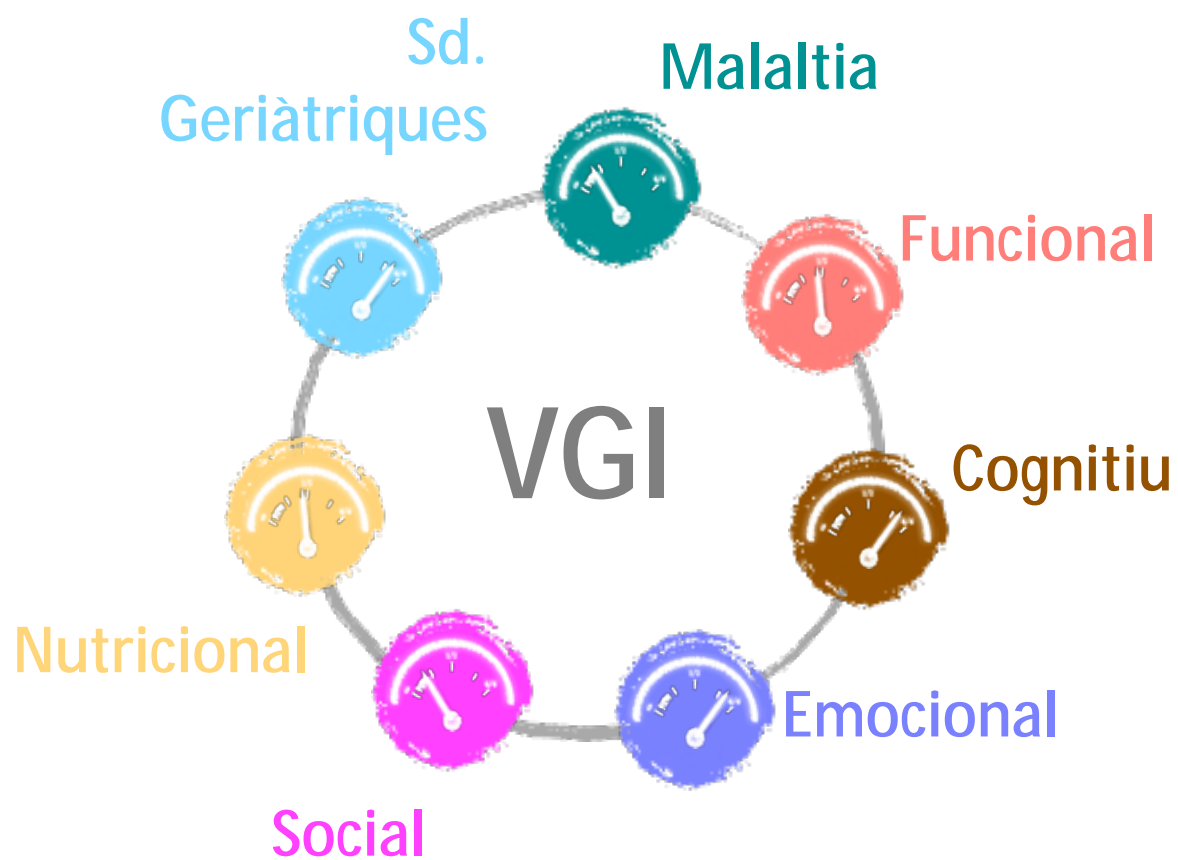 Sd.
Geriàtriques
Malaltia
Funcional
VGI
Cognitiu
Nutricional
Emocional
Social